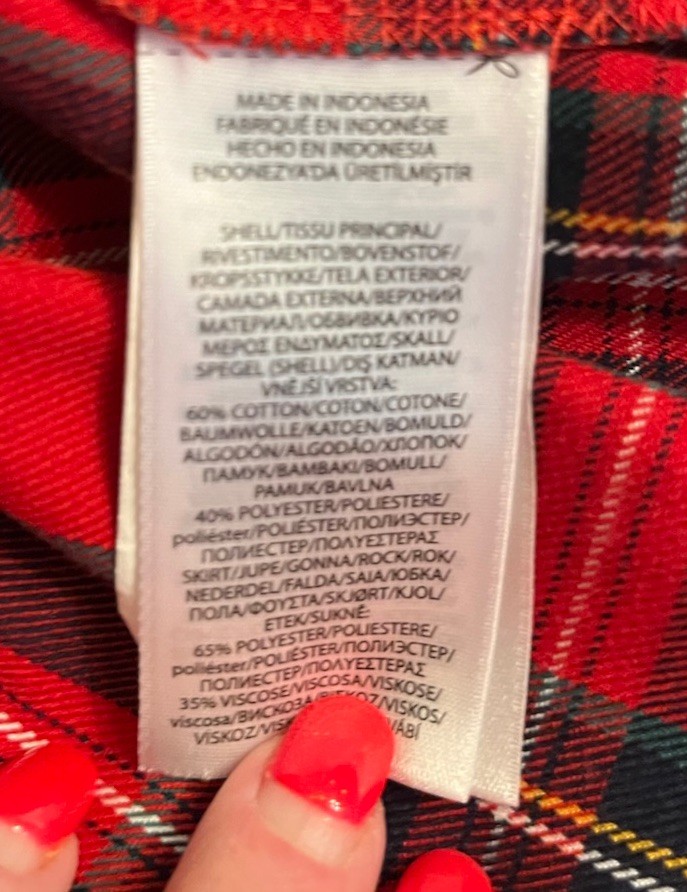 MADE IN INDONESIA
FABRIQUÉ EN INDONÉSIE
HECHO EN INDONESIA
ENDONEZYA'DA ÜRETİLMİŞTİR
SHELL/TISSU PRINCIPAL/
RIVESTIMENTO/BOVENSTOF/
KROPSSTYKKE/TELA EXTERIOR/
CAMADA EXTERNA/ВЕРХНИЙ
МАТЕРИАЛ/ОБВИВКА/ΚΥΡΙΟ
ΜΕΡΟΣ ΕΝΔΥΜΑΤΟΣ/SKALL/
SPEGEL (SHELL)/DIŞ KATMAN/
VNĚJŠÍ VRSTVA:
60% COTTON/COTON/COTONE/
BAUMWOLLE/KATOEN/BOMULD/
ALGODÓN/ALGODÃO/ХЛОПОК/
ПАМУК/ΒΑΜΒΑΚΙ/BOMULL/
PAMUK/BAVLNA
40% POLYESTER/POLIESTERE/
poliéster/POLIÉSTER/ПОЛИЭСТЕР/
ПОЛИЕСТЕР/ΠΟΛΥΕΣΤΕΡΑΣ
SKIRT/JUPE/GONNA/ROCK/ROK/
NEDERDEL/FALDA/SAIA/ЮБКА/
ПОЛА/ΦΟΥΣΤΑ/SKJØRT/KJOL/
ETEK/SUKNĚ:
65% POLYESTER/POLIESTERE/
poliéster/POLIÉSTER/ПОЛИЭСТЕР/
ПОЛИЕСТЕР/ΠΟΛΥΕΣΤΕΡΑΣ
35% VISCOSE/VISCOSA/VISKOSE/
viscosa/ВИСКОЗА /VISKOS/
VISKOZ/